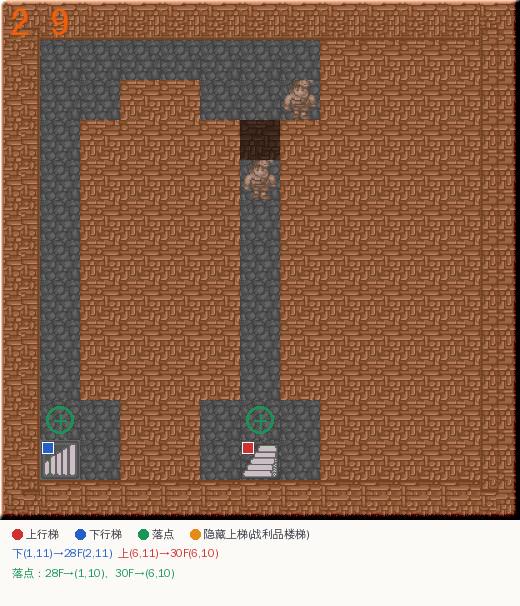 29
上行梯 下行梯 落点 隐藏上梯(战利品楼梯)
下(1,11)→28F(2,11) 上(6,11)→30F(6,10)
落点：28F→(1,10)，30F→(6,10)